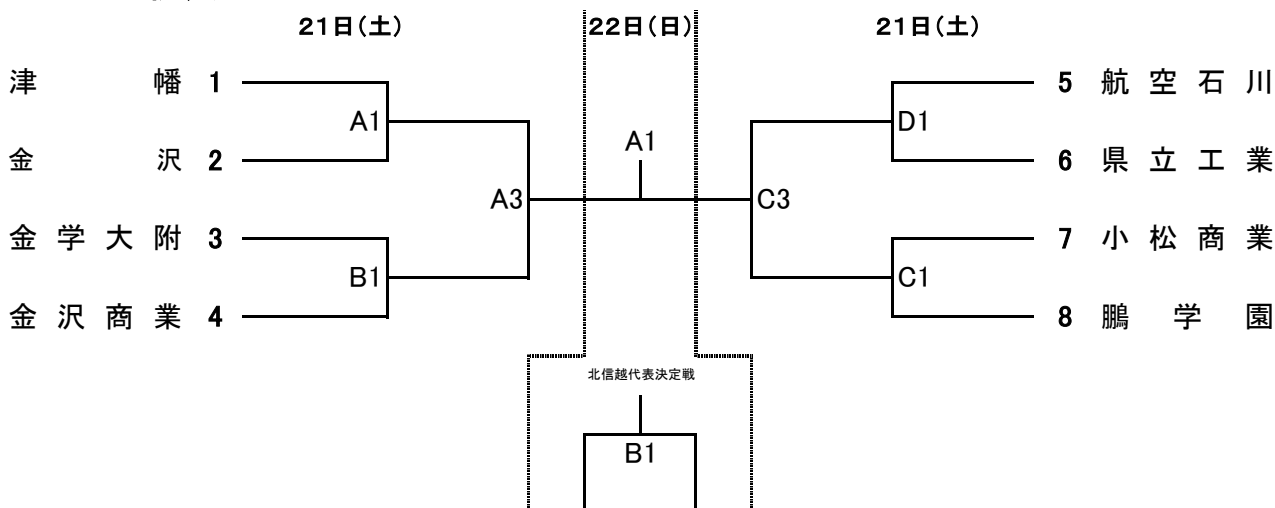 21日(土) 22日(日) 21日(土)
津幡 1 5 航空石川
A1 D1
A1
金沢 2 6 県立工業
A3 C3
金学大附 3 7 小松商業
B1 C1
金沢商業 4 8 鵬学園
北信越代表決定戦
B1